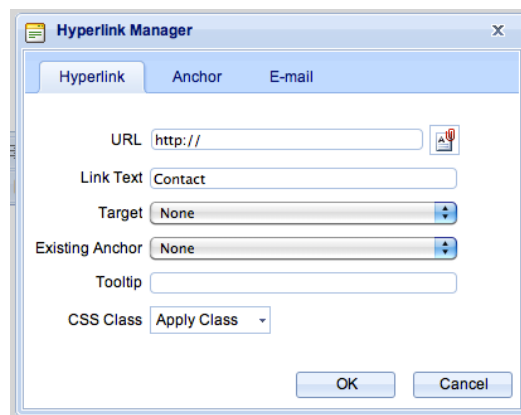 Hyperlink Manager X
Hyperlink Anchor E-mail
URL http://
Link Text Contact
Target None
Existing Anchor None
Tooltip
CSS Class Apply Class
OK Cancel